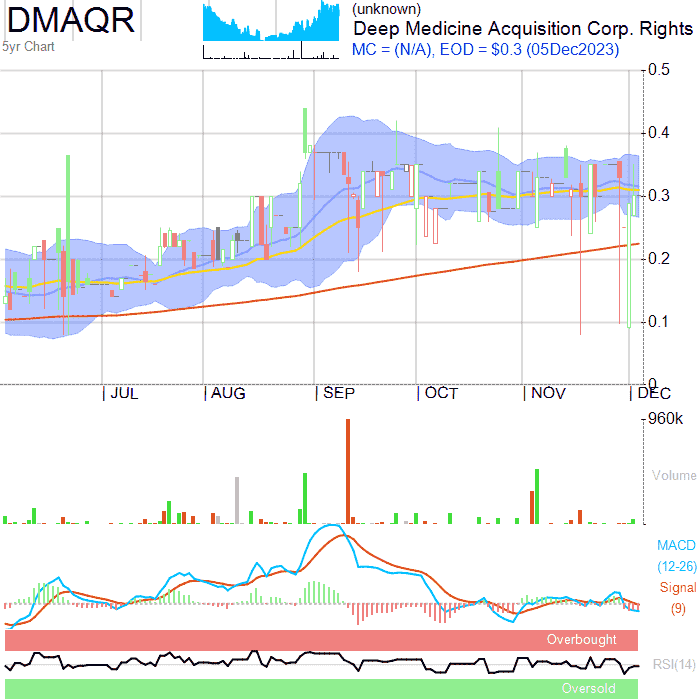 DMAQR
5yr Chart
(unknown)
Deep Medicine Acquisition Corp. Rights
MC = (N/A), EOD = $0.3 (05Dec2023)
0.5
0.4
0.3
0.2
0.1
0
JUL
AUG
SEP
OCT
NOV
DEC
960k
Volume
MACD
(12-26)
Signal
(9)
Overbought
RSI(14)
Oversold